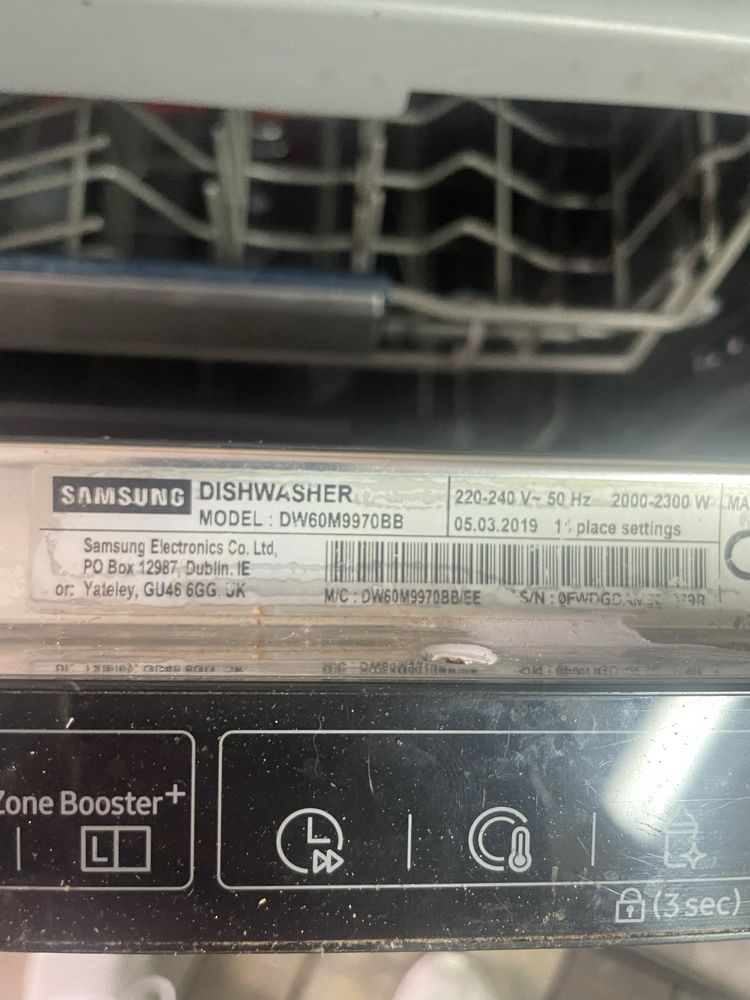 SAMSUNG DISHWASHER
MODEL : DW60M9970BB
220-240 V~ 50 Hz 2000-2300 W
05.03.2019 place settings
MA
Samsung Electronics Co. Ltd,
PO Box 12987, Dublin. IE
or: Yateley, GU46 6GG. UK
M/C : DW60M9970BB/EE S/N :
Zone Booster+
L
(3 sec)